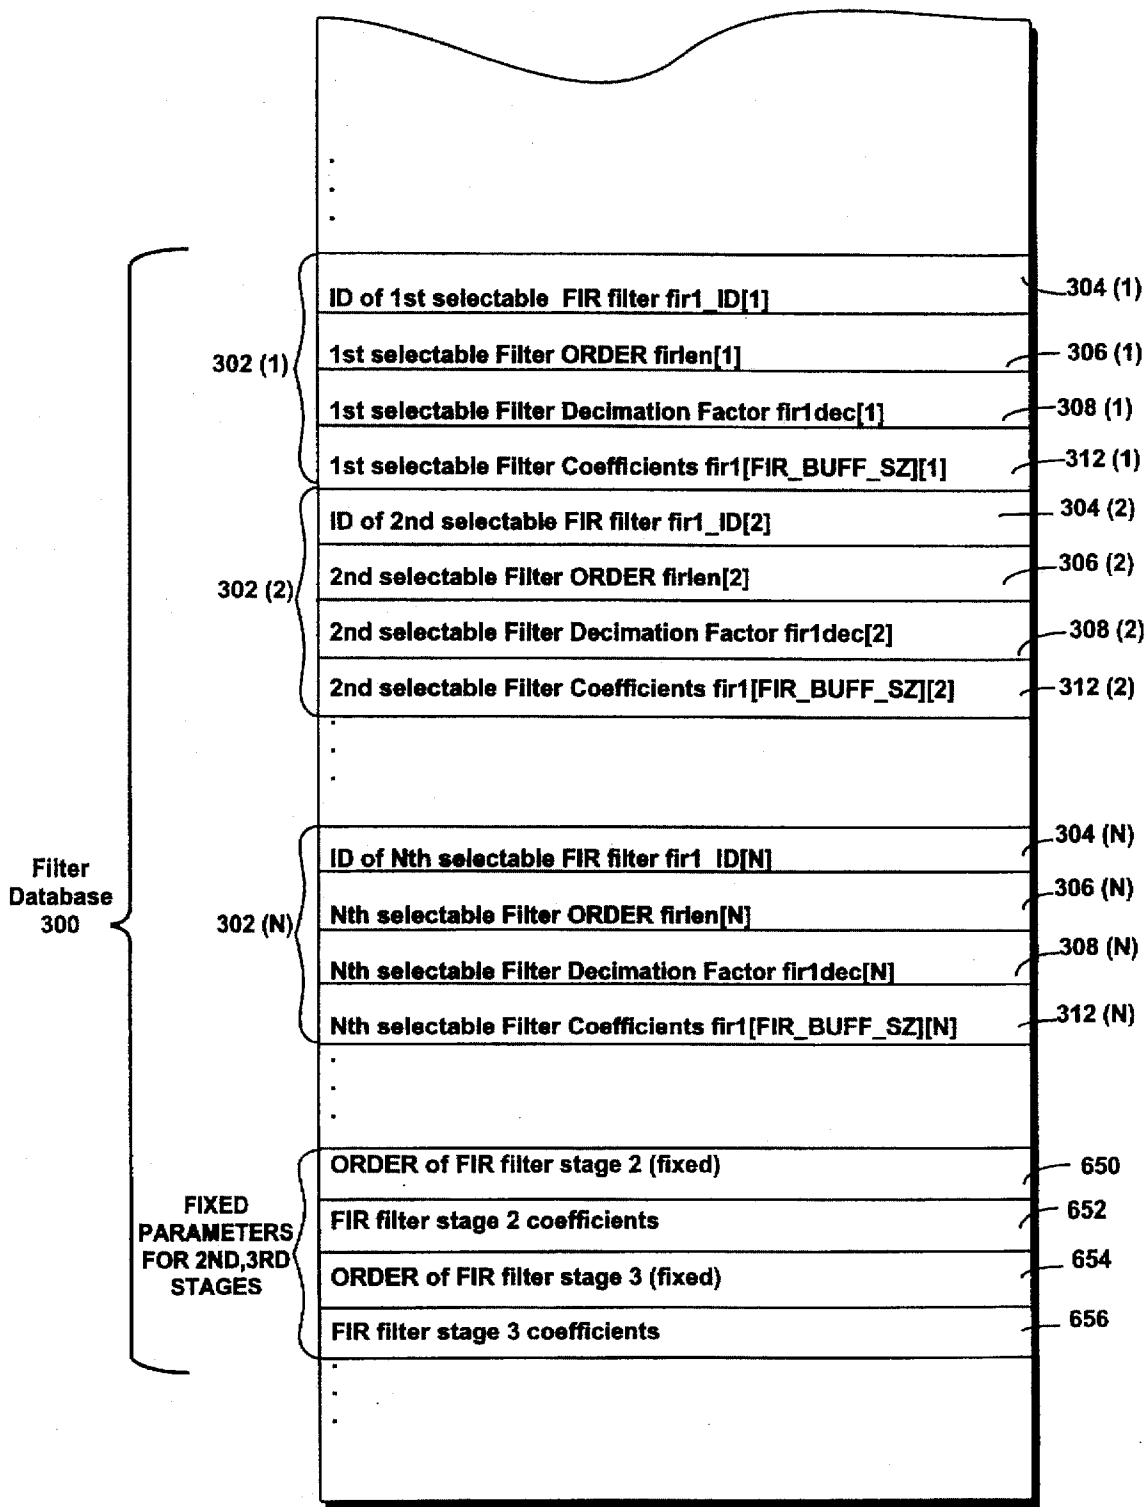 ID of 1st selectable FIR filter fir1_ID[1]
304 (1)
1st selectable Filter ORDER firlen[1]
306 (1)
302 (1)
1st selectable Filter Decimation Factor fir1dec[1]
308 (1)
1st selectable Filter Coefficients fir1[FIR_BUFF_SZ][1]
312 (1)
ID of 2nd selectable FIR filter fir1_ID[2]
304 (2)
2nd selectable Filter ORDER firlen[2]
306 (2)
302 (2)
2nd selectable Filter Decimation Factor fir1dec[2]
308 (2)
2nd selectable Filter Coefficients fir1[FIR_BUFF_SZ][2]
312 (2)
ID of Nth selectable FIR filter fir1_ID[N]
304 (N)
Filter
Database
300
Nth selectable Filter ORDER firlen[N]
306 (N)
302 (N)
Nth selectable Filter Decimation Factor fir1dec[N]
308 (N)
Nth selectable Filter Coefficients fir1[FIR_BUFF_SZ][N]
312 (N)
ORDER of FIR filter stage 2 (fixed)
650
FIXED
PARAMETERS
FOR 2ND,3RD
STAGES
FIR filter stage 2 coefficients
652
ORDER of FIR filter stage 3 (fixed)
654
FIR filter stage 3 coefficients
656